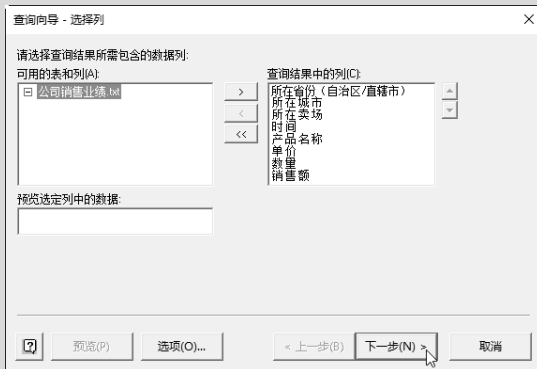 查询向导 - 选择列
请选择查询结果所需包含的数据列:
可用的表和列(A):
公司销售业绩.txt
>
<
<<
查询结果中的列(C):
所在省份（自治区/直辖市）
所在城市
所在卖场
时间
产品名称
单价
数量
销售额
预览选定列中的数据:
预览(P)
选项(O)...
< 上一步(B)
下一步(N) >
取消